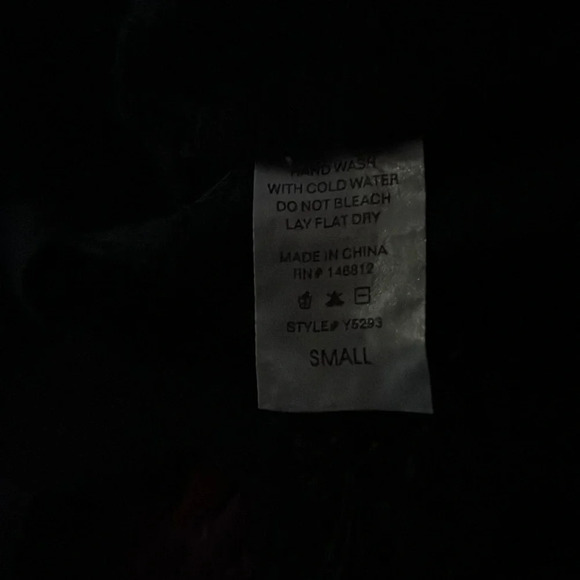 HAND WASH
WITH COLD WATER
DO NOT BLEACH
LAY FLAT DRY
MADE IN CHINA
RN# 146812
STYLE# Y5293
SMALL